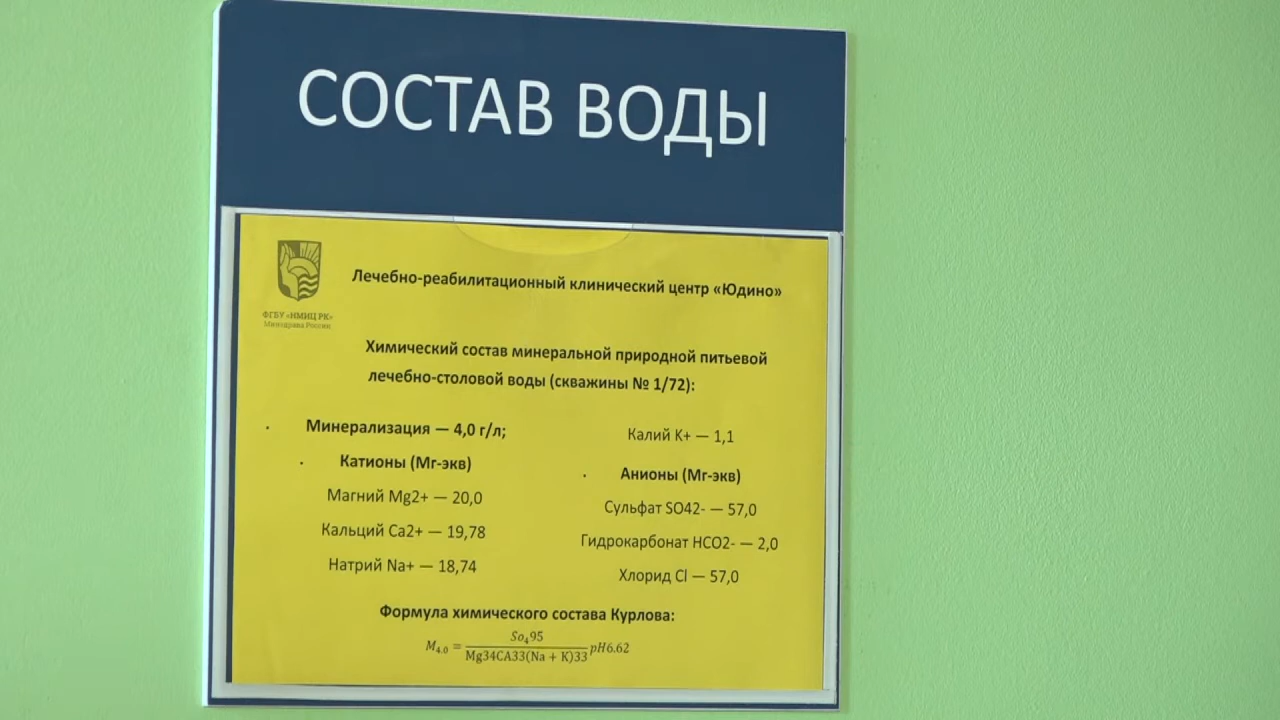 СОСТАВ ВОДЫ
Лечебно-реабилитационный клинический центр «Юдино»
ФГБУ «НМИЦ РК»
Минздрава России
Химический состав минеральной природной питьевой
лечебно-столовой воды (скважины № 1/72):
Минерализация — 4,0 г/л;
Катионы (Мг-экв)
Магний Mg2+ — 20,0
Кальций Ca2+ — 19,78
Натрий Na+ — 18,74
Калий K+ — 1,1
Анионы (Мг-экв)
Сульфат SO42- — 57,0
Гидрокарбонат HCO2- — 2,0
Хлорид Cl — 57,0
Формула химического состава Курлова:
M4.0 = So₄95 / Mg34CA33(Na + K)33 pH6.62